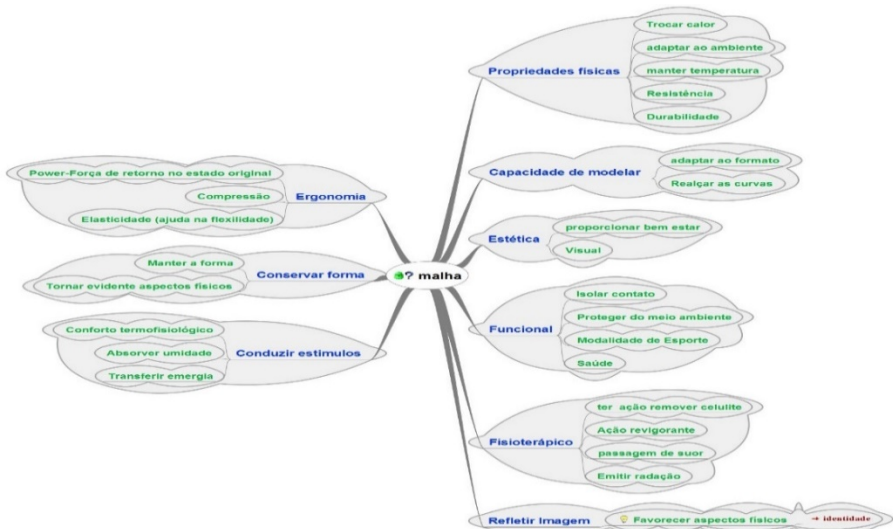 Trocar calor
adaptar ao ambiente
Propriedades fisicas
manter temperatura
Resistência
Durabilidade
Power-Força de retorno no estado original
Compressão
Ergonomia
Elasticidade (ajuda na flexilidade)
adaptar ao formato
Capacidade de modelar
Realçar as curvas
proporcionar bem estar
Estética
Visual
Manter a forma
Conservar forma
Tornar evidente aspectos físicos
? malha
Isolar contato
Proteger do meio ambiente
Funcional
Modalidade de Esporte
Saúde
Conforto termofisiológico
Absorver umidade
Conduzir estimulos
Transferir emergia
ter ação remover celulite
Ação revigorante
Fisioterápico
passagem de suor
Emitir radação
Refletir Imagem
Favorecer aspectos físicos
→ identidade